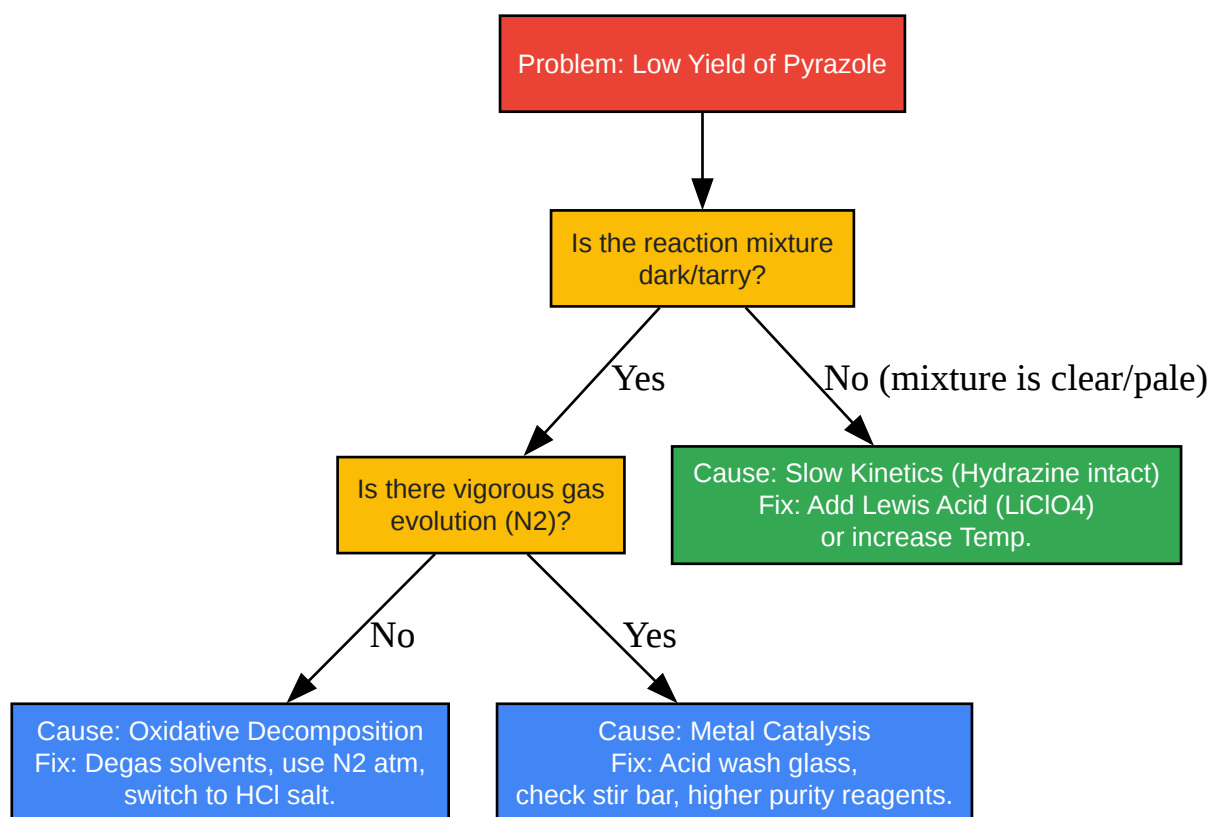 Problem: Low Yield of Pyrazole
Is the reaction mixture
dark/tarry?
Yes
No (mixture is clear/pale)
Is there vigorous gas
evolution (N2)?
Cause: Slow Kinetics (Hydrazine intact)
Fix: Add Lewis Acid (LiClO4)
or increase Temp.
No
Yes
Cause: Oxidative Decomposition
Fix: Degas solvents, use N2 atm,
switch to HCl salt.
Cause: Metal Catalysis
Fix: Acid wash glass,
check stir bar, higher purity reagents.